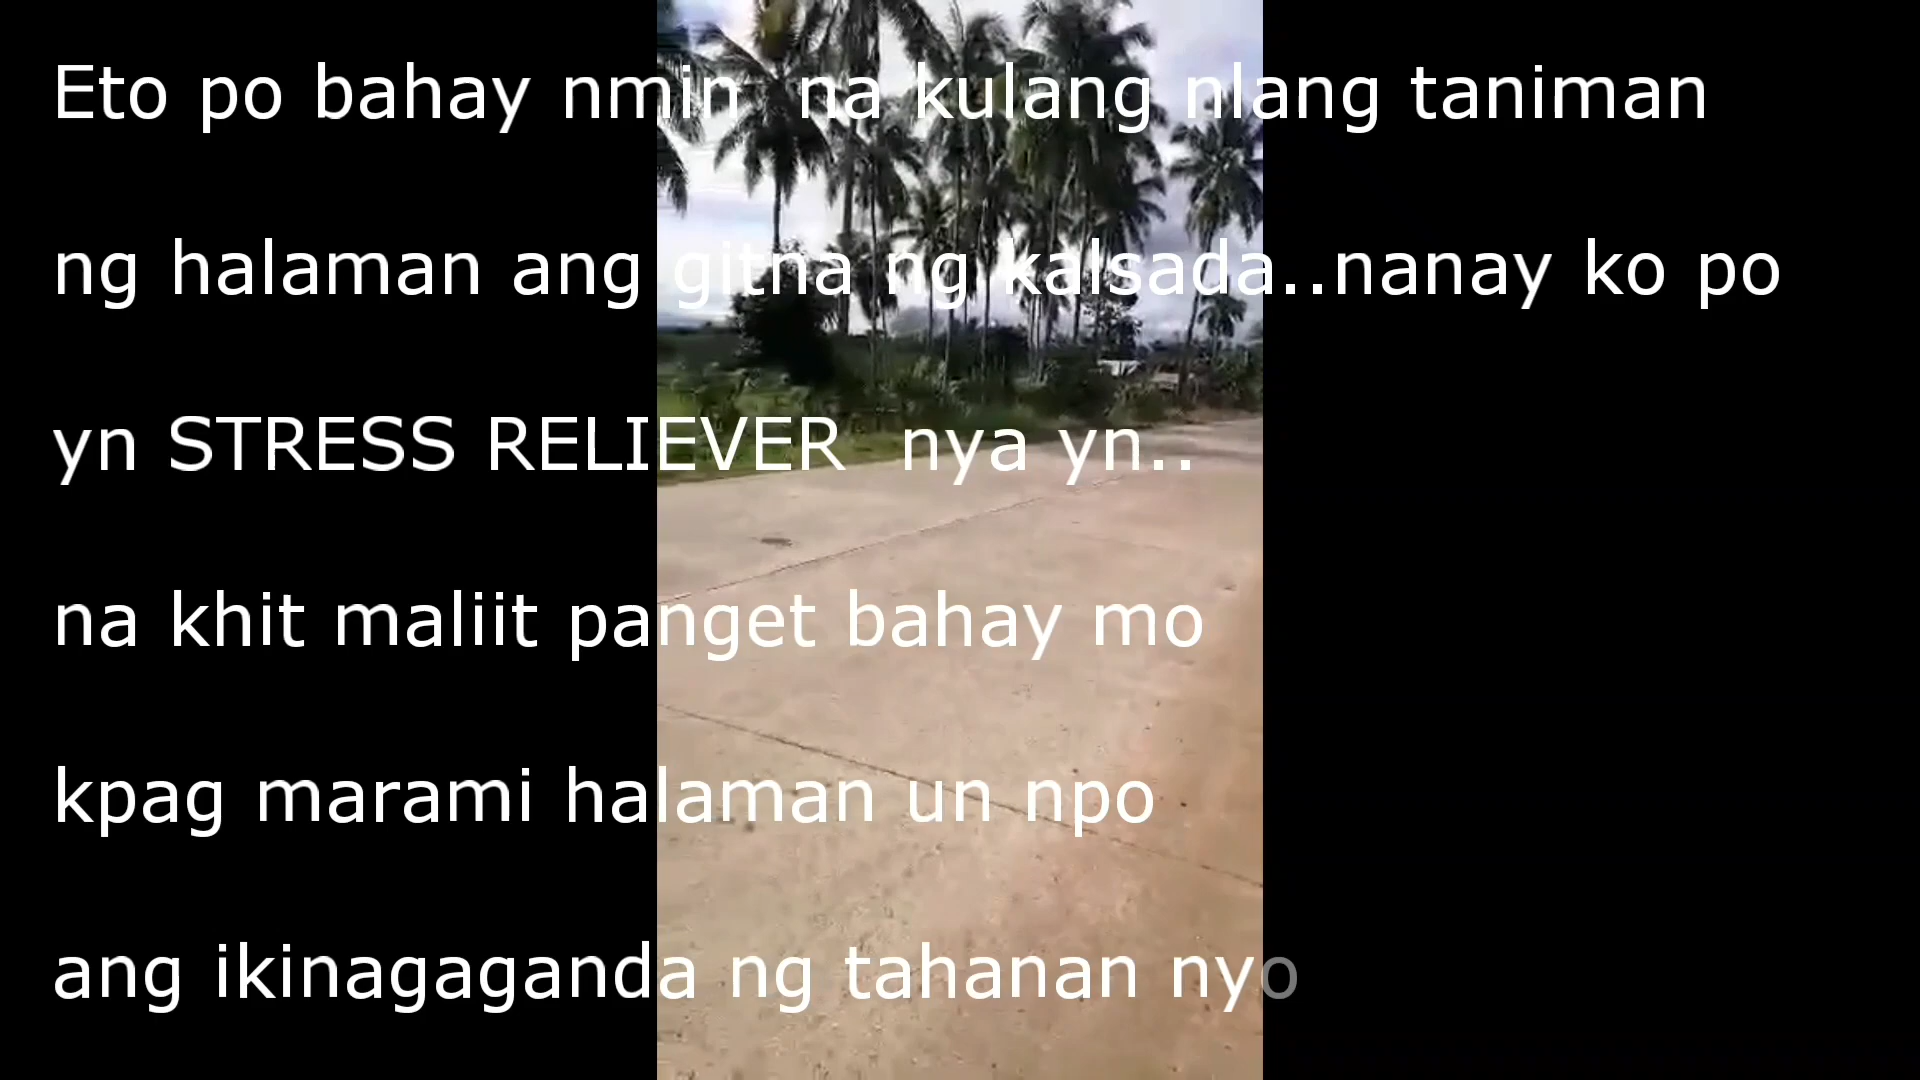 Eto po bahay nmin  na kulang nlang taniman
ng halaman ang gitna ng kalsada..nanay ko po
yn STRESS RELIEVER  nya yn..
na khit maliit panget bahay mo
kpag marami halaman un npo
ang ikinagaganda ng tahanan nyo